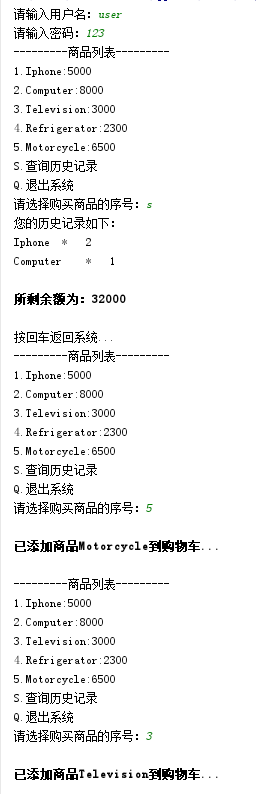 请输入用户名：user
请输入密码：123
---------商品列表---------
1.Iphone:5000
2.Computer:8000
3.Television:3000
4.Refrigerator:2300
5.Motorcycle:6500
S.查询历史记录
Q.退出系统
请选择购买商品的序号：s
您的历史记录如下：
Iphone  *   2
Computer    *   1
所剩余额为：32000
按回车返回系统...
---------商品列表---------
1.Iphone:5000
2.Computer:8000
3.Television:3000
4.Refrigerator:2300
5.Motorcycle:6500
S.查询历史记录
Q.退出系统
请选择购买商品的序号：5
已添加商品Motorcycle到购物车...
---------商品列表---------
1.Iphone:5000
2.Computer:8000
3.Television:3000
4.Refrigerator:2300
5.Motorcycle:6500
S.查询历史记录
Q.退出系统
请选择购买商品的序号：3
已添加商品Television到购物车...